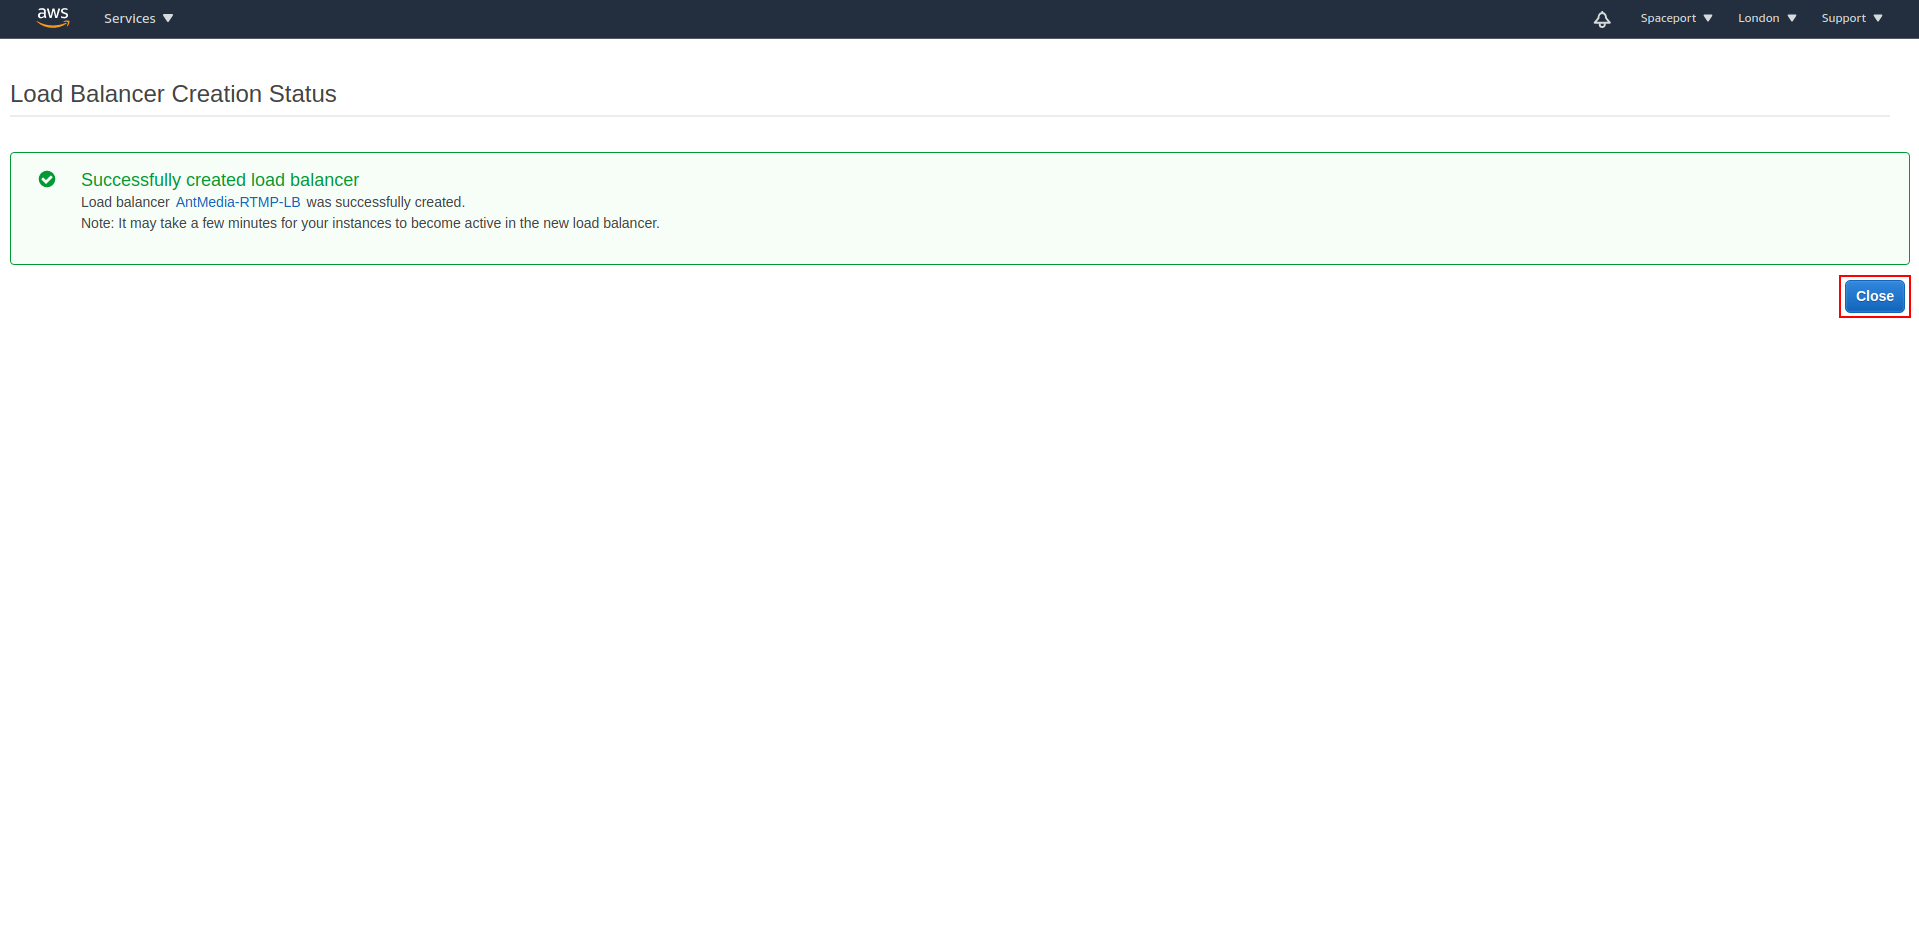 aws Services Spaceport London Support
Load Balancer Creation Status
Successfully created load balancer
Load balancer AntMedia-RTMP-LB was successfully created.
Note: It may take a few minutes for your instances to become active in the new load balancer.
Close